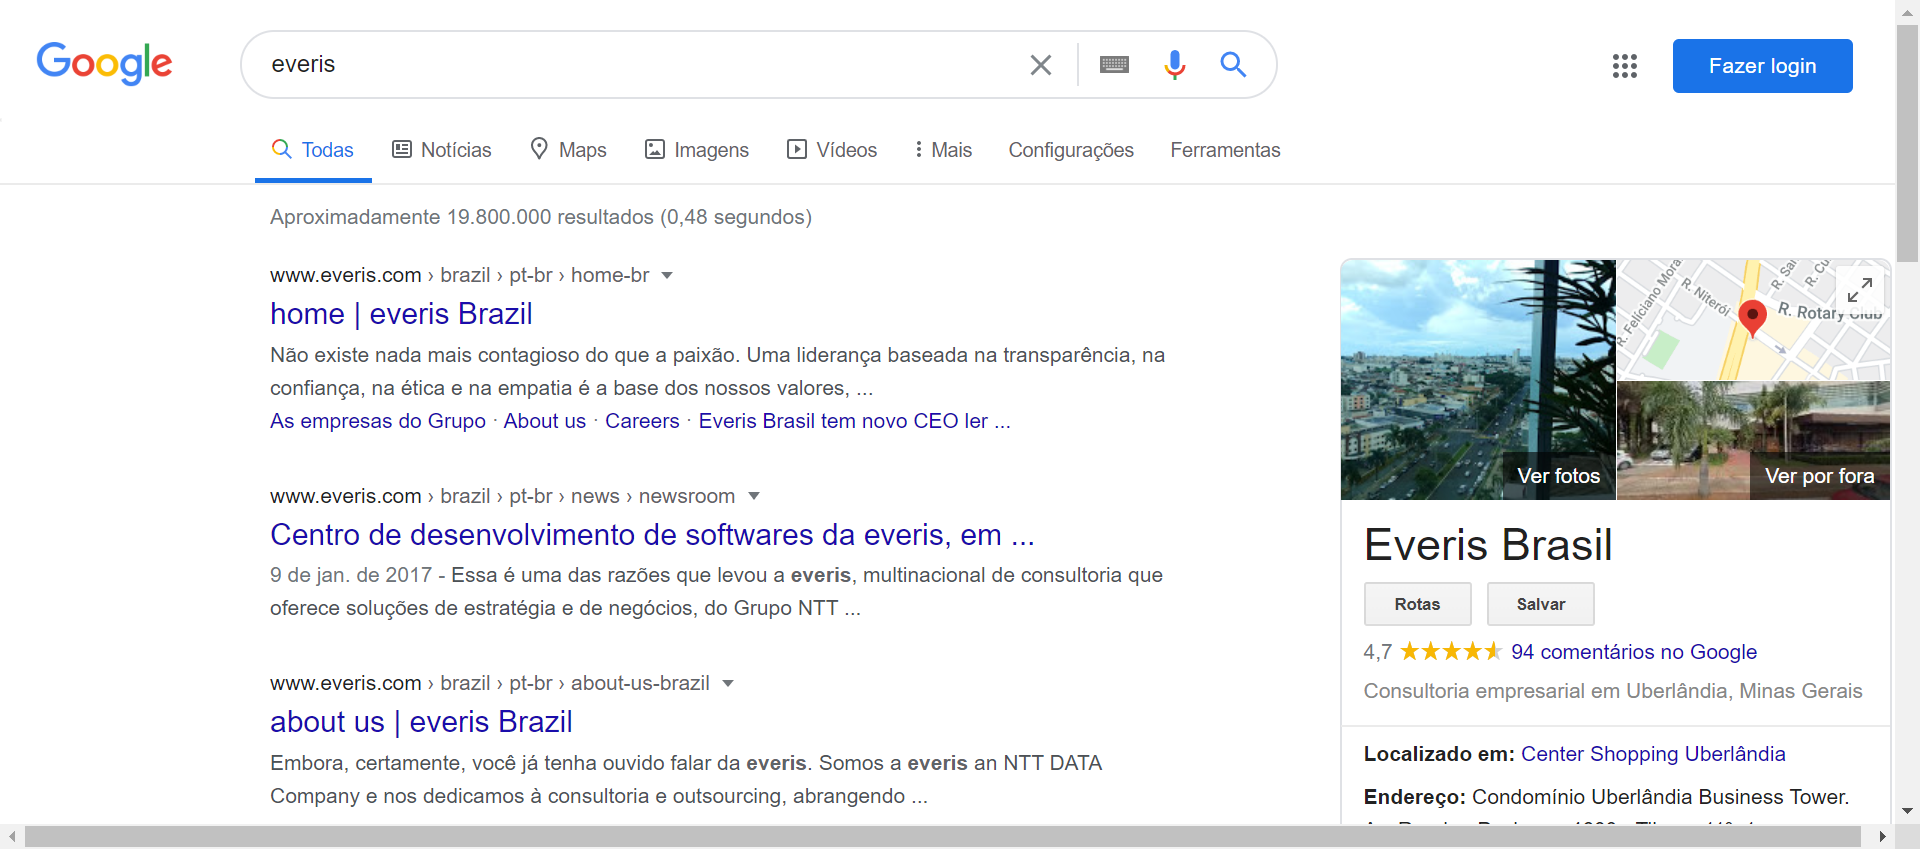 Google
everis
Fazer login
Todas
Notícias
Maps
Imagens
Vídeos
Mais
Configurações
Ferramentas
Aproximadamente 19.800.000 resultados (0,48 segundos)
www.everis.com › brazil › pt-br › home-br
home | everis Brazil
Não existe nada mais contagioso do que a paixão. Uma liderança baseada na transparência, na
confiança, na ética e na empatia é a base dos nossos valores, ...
As empresas do Grupo · About us · Careers · Everis Brasil tem novo CEO ler ...
www.everis.com › brazil › pt-br › news › newsroom
Centro de desenvolvimento de softwares da everis, em ...
9 de jan. de 2017 - Essa é uma das razões que levou a everis, multinacional de consultoria que
oferece soluções de estratégia e de negócios, do Grupo NTT ...
www.everis.com › brazil › pt-br › about-us-brazil
about us | everis Brazil
Embora, certamente, você já tenha ouvido falar da everis. Somos a everis an NTT DATA
Company e nos dedicamos à consultoria e outsourcing, abrangendo ...
R. Feliciano Mora
R. Niterói
R. Sar
R. Cu
R. Rotary Club
Ver fotos
Ver por fora
Everis Brasil
Rotas
Salvar
4,7
94 comentários no Google
Consultoria empresarial em Uberlândia, Minas Gerais
Localizado em: Center Shopping Uberlândia
Endereço: Condomínio Uberlândia Business Tower.